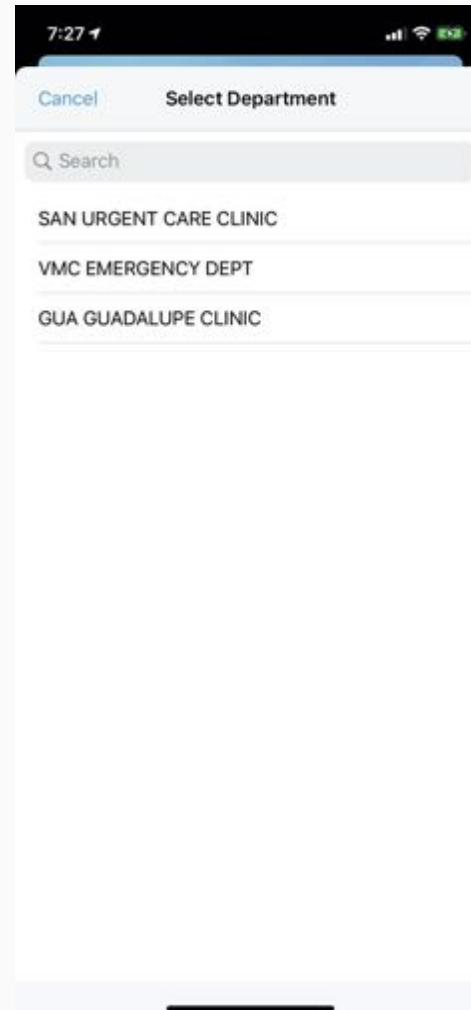 7:27
Cancel Select Department
Search
SAN URGENT CARE CLINIC
VMC EMERGENCY DEPT
GUA GUADALUPE CLINIC